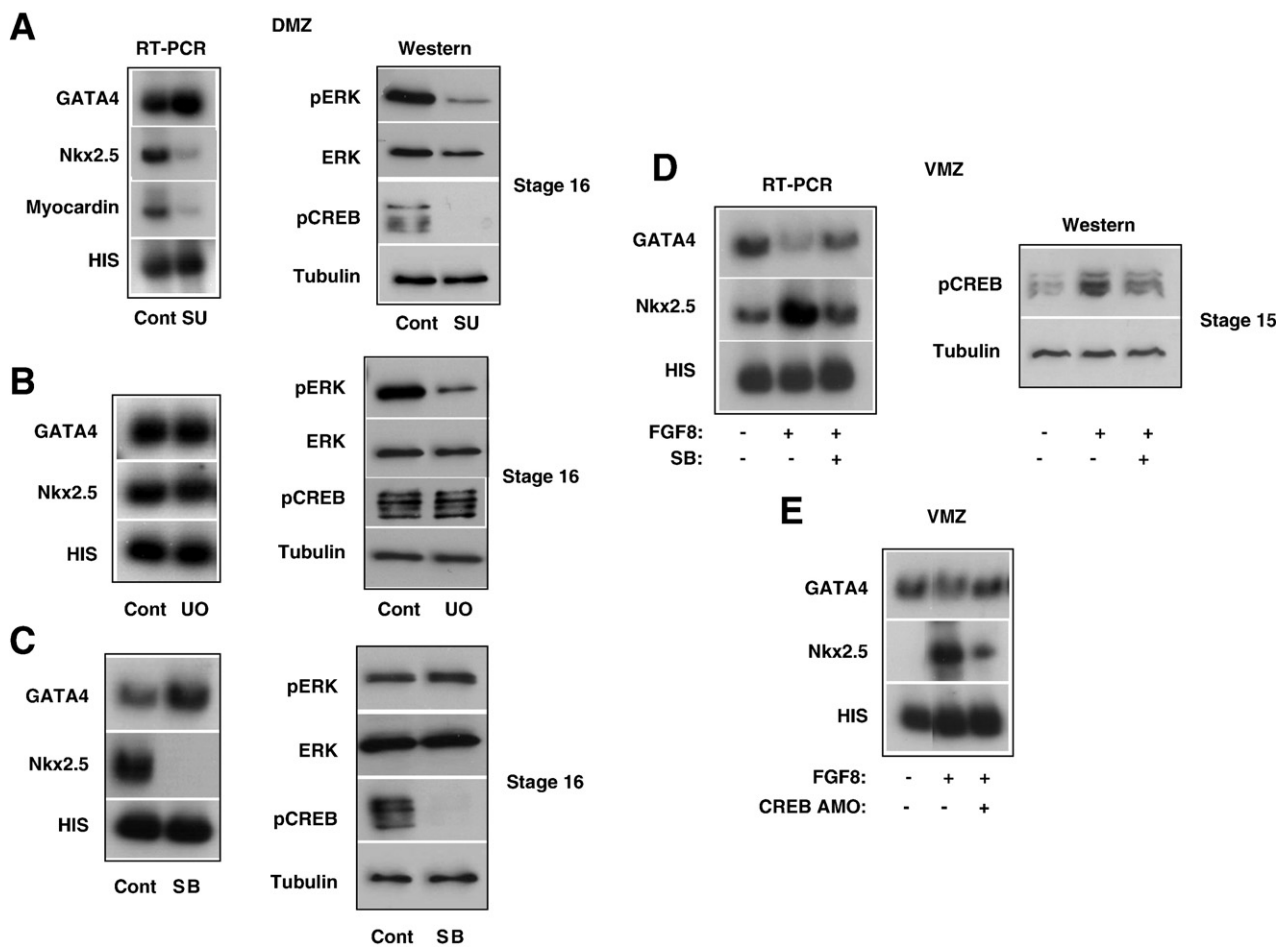 A
DMZ
RT-PCR
Western
GATA4
Nkx2.5
Myocardin
HIS
Cont SU
pERK
ERK
pCREB
Tubulin
Cont SU
Stage 16
B
GATA4
Nkx2.5
HIS
Cont UO
pERK
ERK
pCREB
Tubulin
Cont UO
Stage 16
C
GATA4
Nkx2.5
HIS
Cont SB
pERK
ERK
pCREB
Tubulin
Cont SB
Stage 16
D
VMZ
RT-PCR
Western
GATA4
Nkx2.5
HIS
pCREB
Tubulin
Stage 15
FGF8: - + + - + +
SB: - - + - - +
E
VMZ
GATA4
Nkx2.5
HIS
FGF8: - + +
CREB AMO: - - +